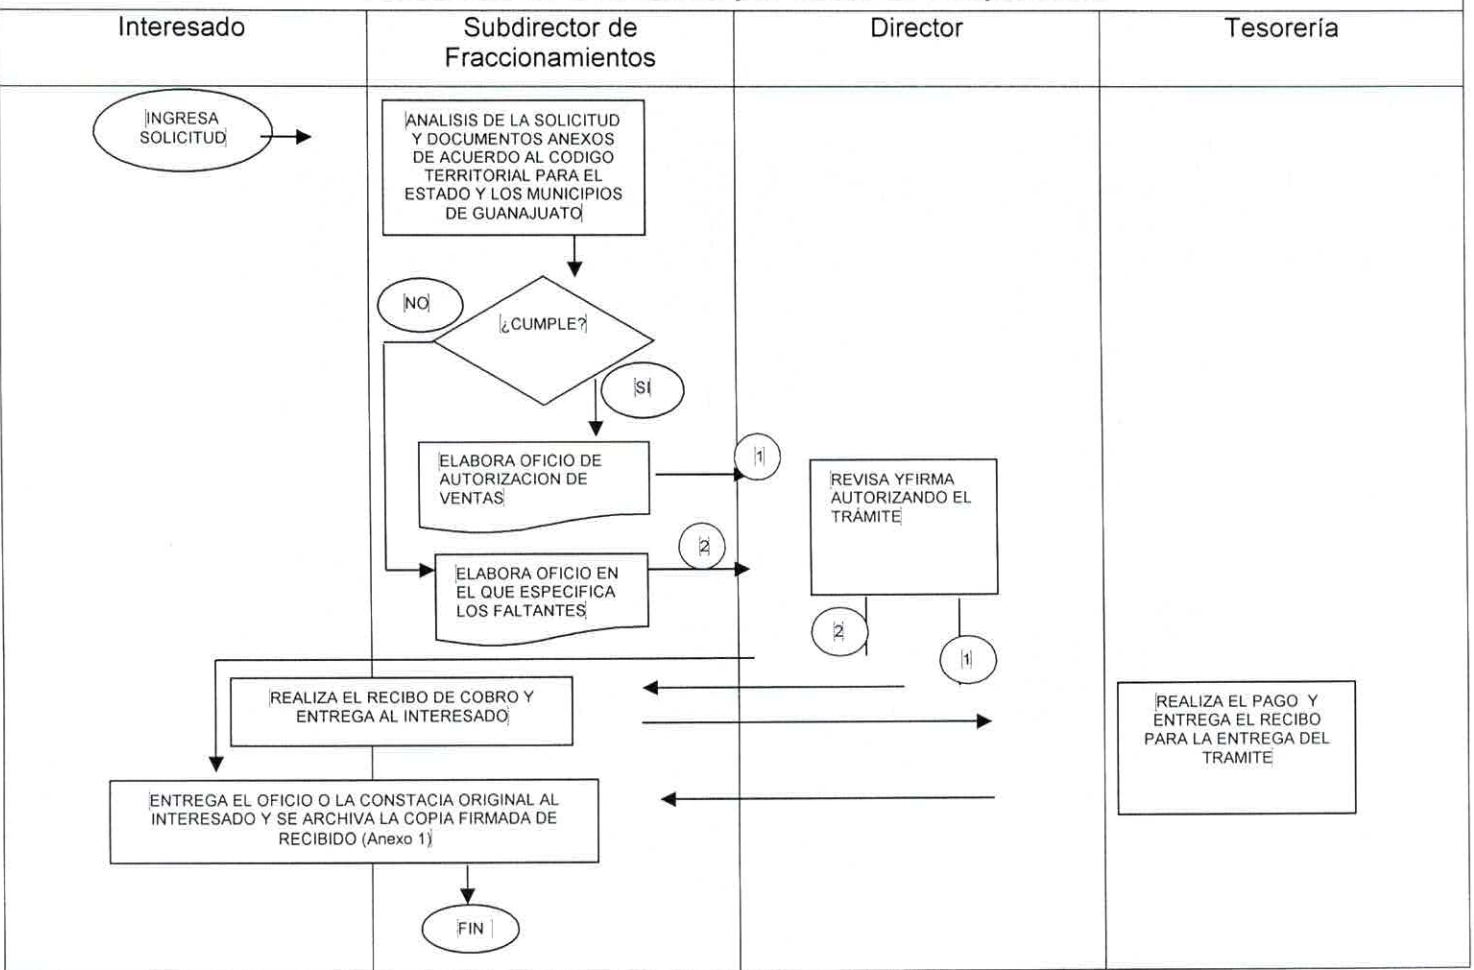 Interesado
Subdirector de
Fraccionamientos
Director
Tesorería
INGRESA
SOLICITUD
ANALISIS DE LA SOLICITUD
Y DOCUMENTOS ANEXOS
DE ACUERDO AL CODIGO
TERRITORIAL PARA EL
ESTADO Y LOS MUNICIPIOS
DE GUANAJUATO
NO
¿CUMPLE?
SI
ELABORA OFICIO DE
AUTORIZACION DE
VENTAS
1
REVISA YFIRMA
AUTORIZANDO EL
TRÁMITE
2
ELABORA OFICIO EN
EL QUE ESPECIFICA
LOS FALTANTES
2
1
REALIZA EL RECIBO DE COBRO Y
ENTREGA AL INTERESADO
REALIZA EL PAGO Y
ENTREGA EL RECIBO
PARA LA ENTREGA DEL
TRAMITE
ENTREGA EL OFICIO O LA CONSTACIA ORIGINAL AL
INTERESADO Y SE ARCHIVA LA COPIA FIRMADA DE
RECIBIDO (Anexo 1)
FIN